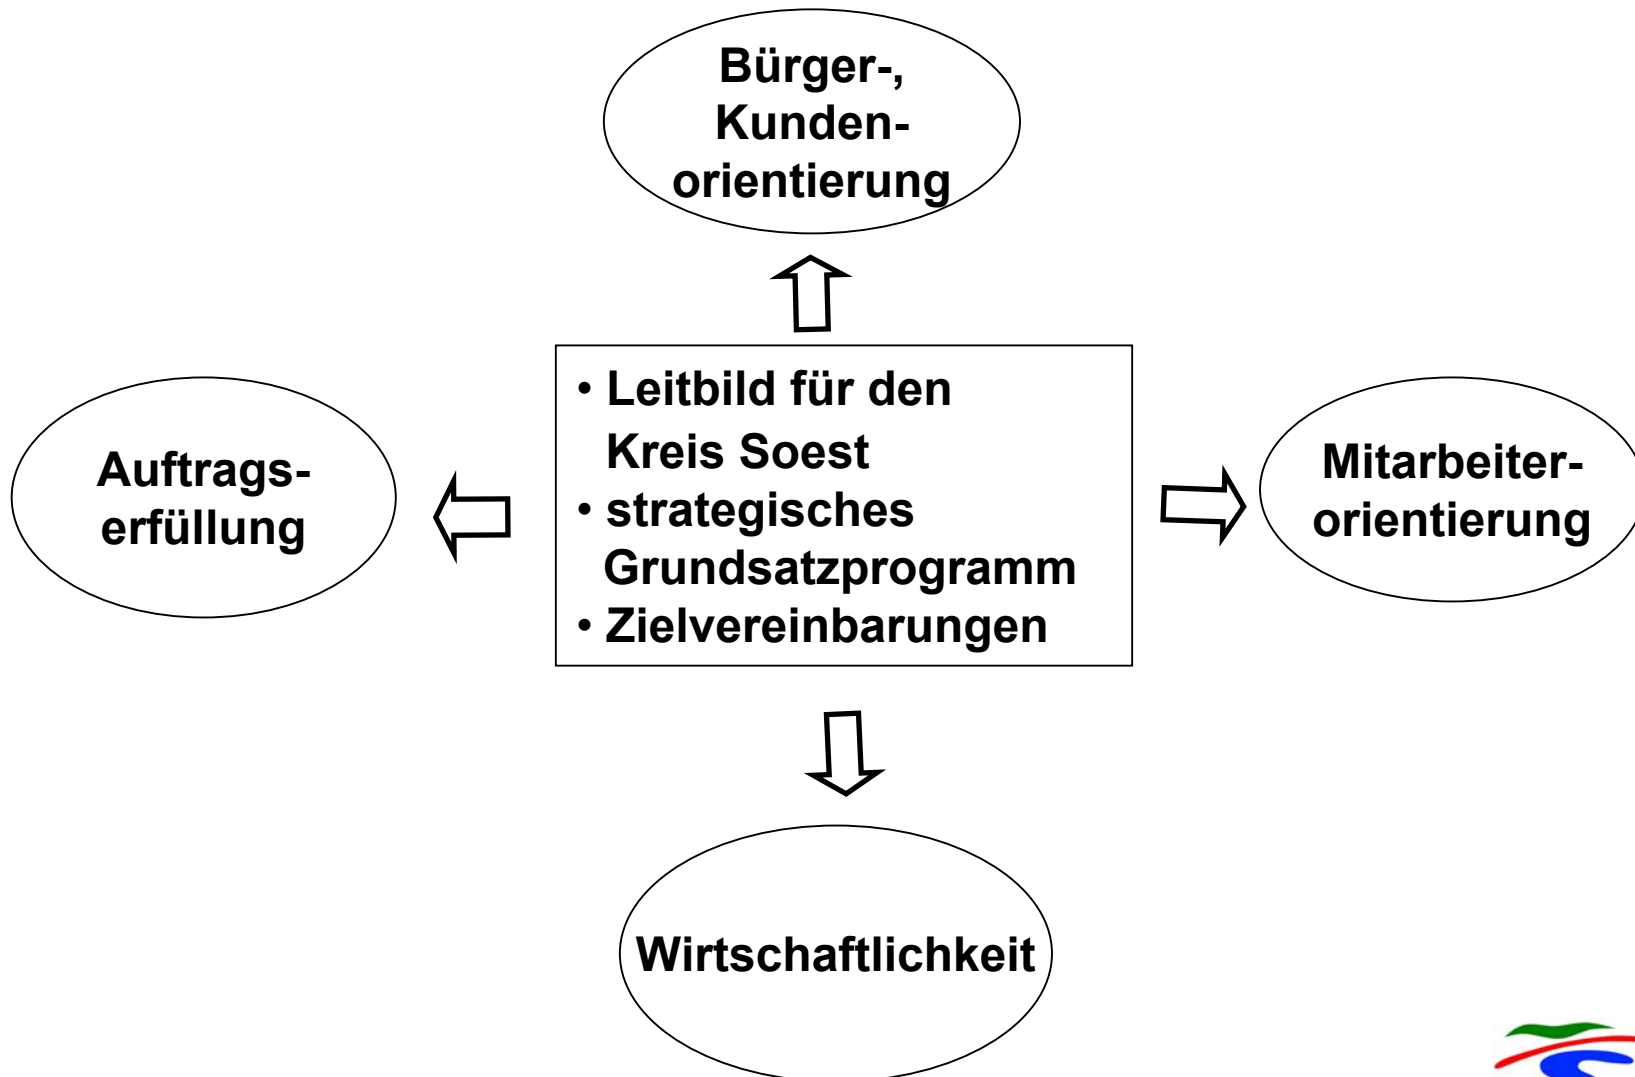 Bürger-,
Kunden-
orientierung
Auftrags-
erfüllung
• Leitbild für den
Kreis Soest
• strategisches
Grundsatzprogramm
• Zielvereinbarungen
Mitarbeiter-
orientierung
Wirtschaftlichkeit